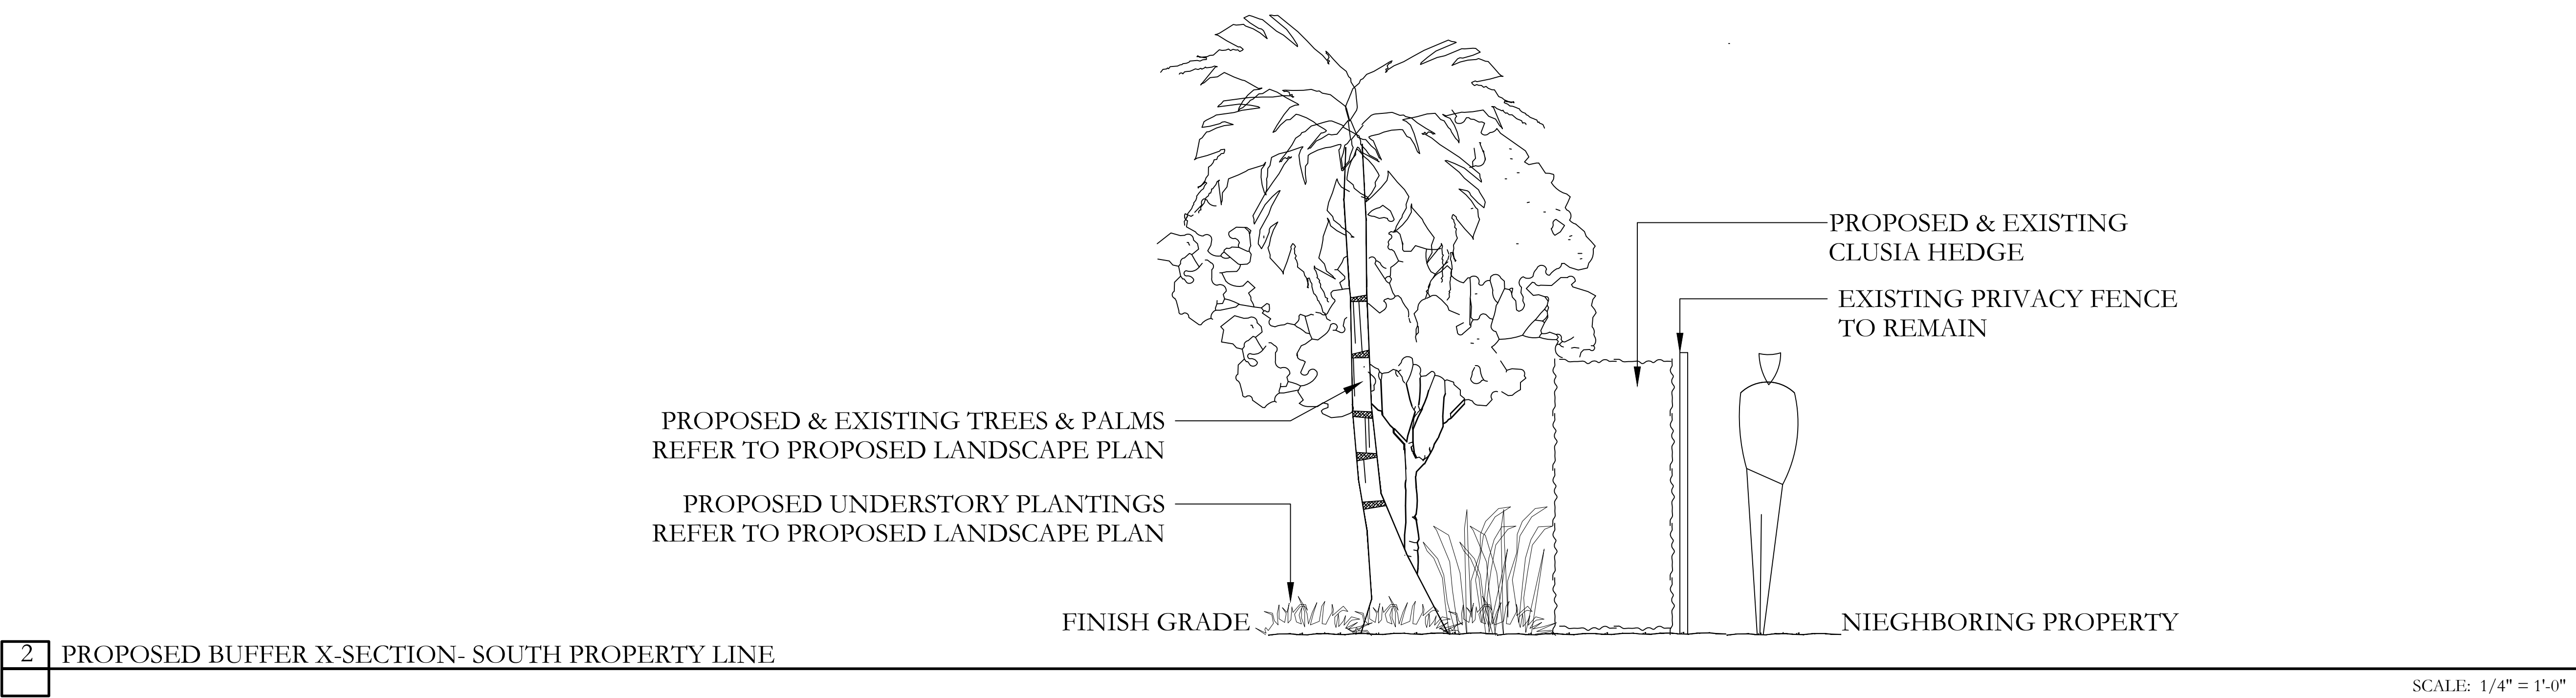 PROPOSED & EXISTING
CLUSIA HEDGE
EXISTING PRIVACY FENCE
TO REMAIN
PROPOSED & EXISTING TREES & PALMS
REFER TO PROPOSED LANDSCAPE PLAN
PROPOSED UNDERSTORY PLANTINGS
REFER TO PROPOSED LANDSCAPE PLAN
FINISH GRADE
NIEGHBORING PROPERTY
2
PROPOSED BUFFER X-SECTION- SOUTH PROPERTY LINE
SCALE: 1/4" = 1'-0"